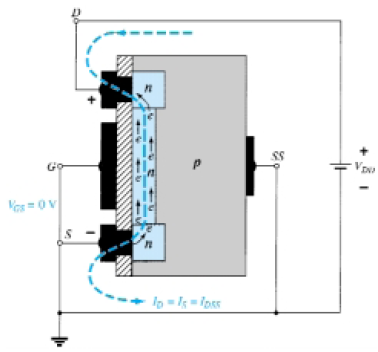 D
n
+
e
e e
e e
G
e n
p
SS
+
V_DD
−
V_GS = 0 V
e e
S
−
e
n
I_D = I_S = I_DSS